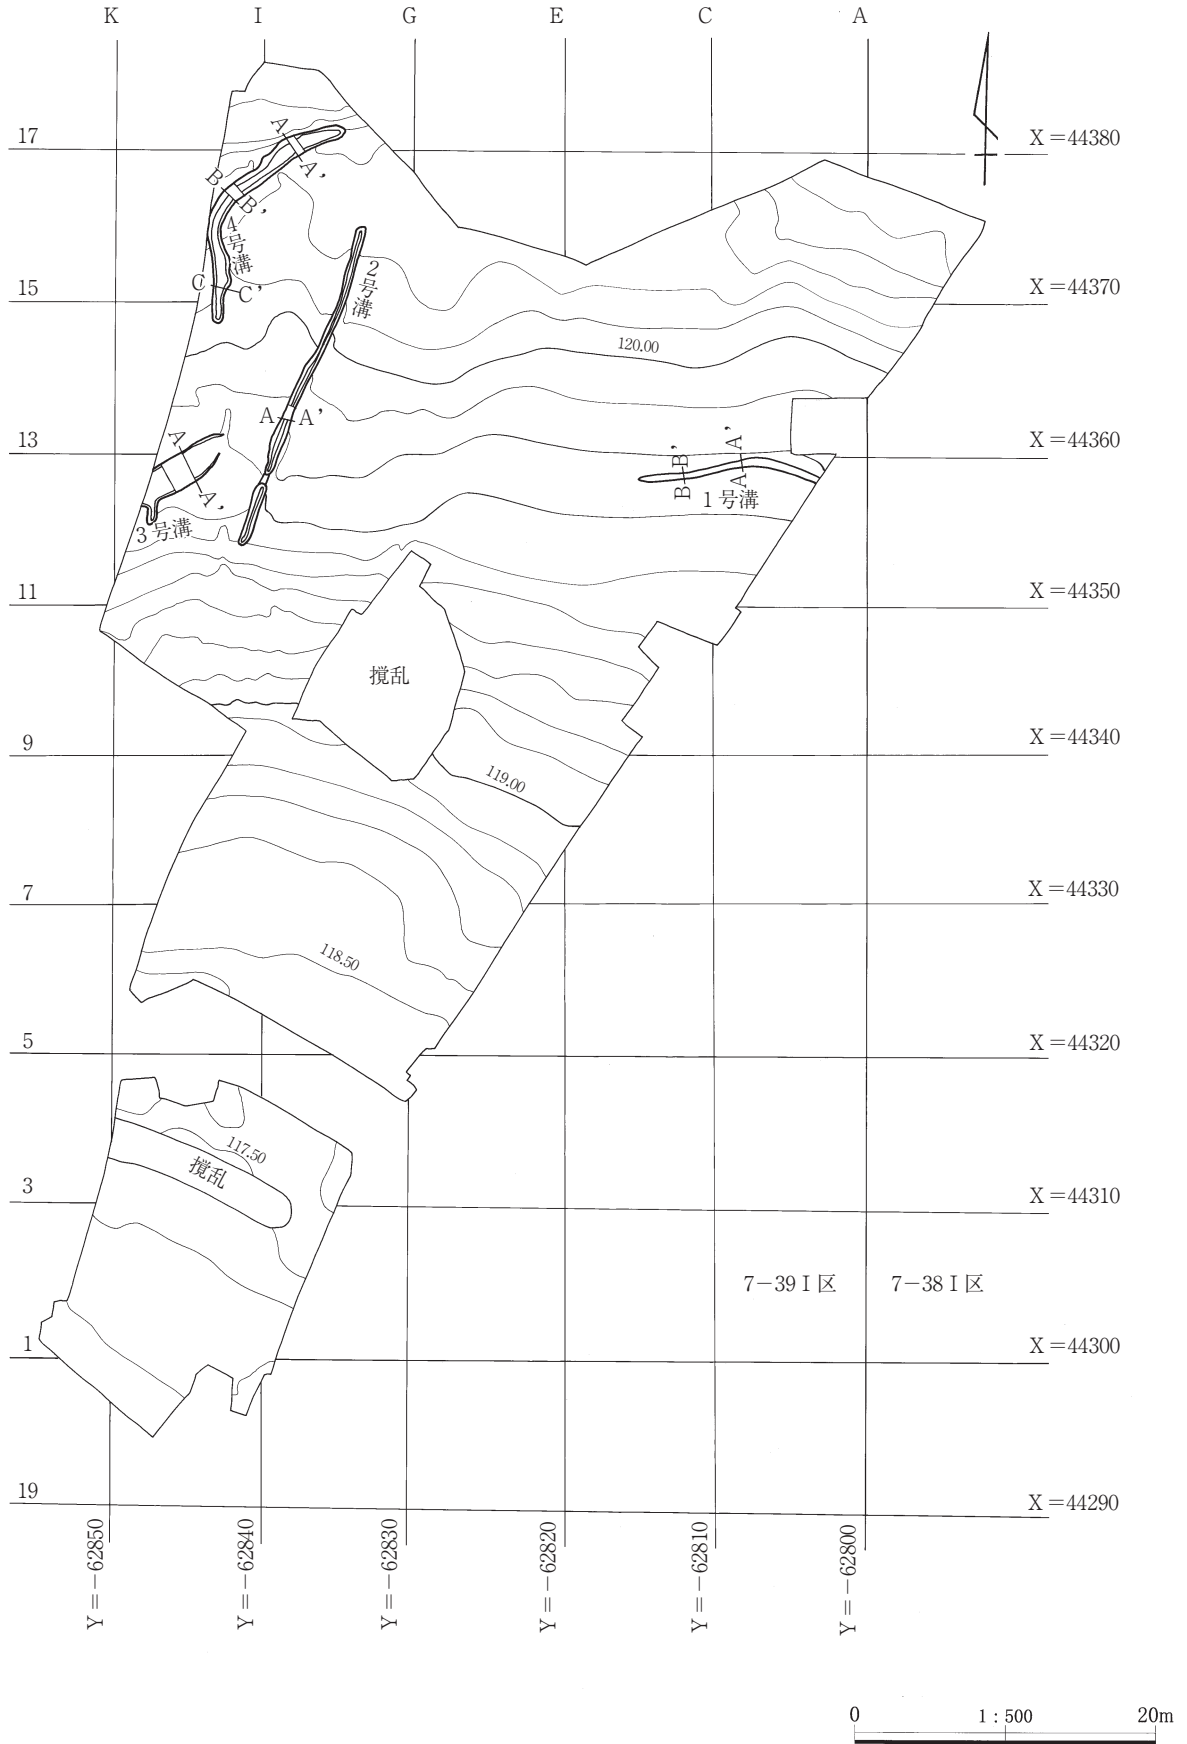 K I G E C A
17 X=44380
A
A'
B
B'
4号溝
C
C'
2号溝
15 X=44370
120.00
A A'
13 X=44360
A
A'
3号溝
B'
B
A'
A
1号溝
11 X=44350
攪乱
9 X=44340
119.00
7 X=44330
118.50
5 X=44320
117.50
攪乱
3 X=44310
7-39Ⅰ区 7-38Ⅰ区
1 X=44300
19 X=44290
Y=-62850
Y=-62840
Y=-62830
Y=-62820
Y=-62810
Y=-62800
0 1:500 20m